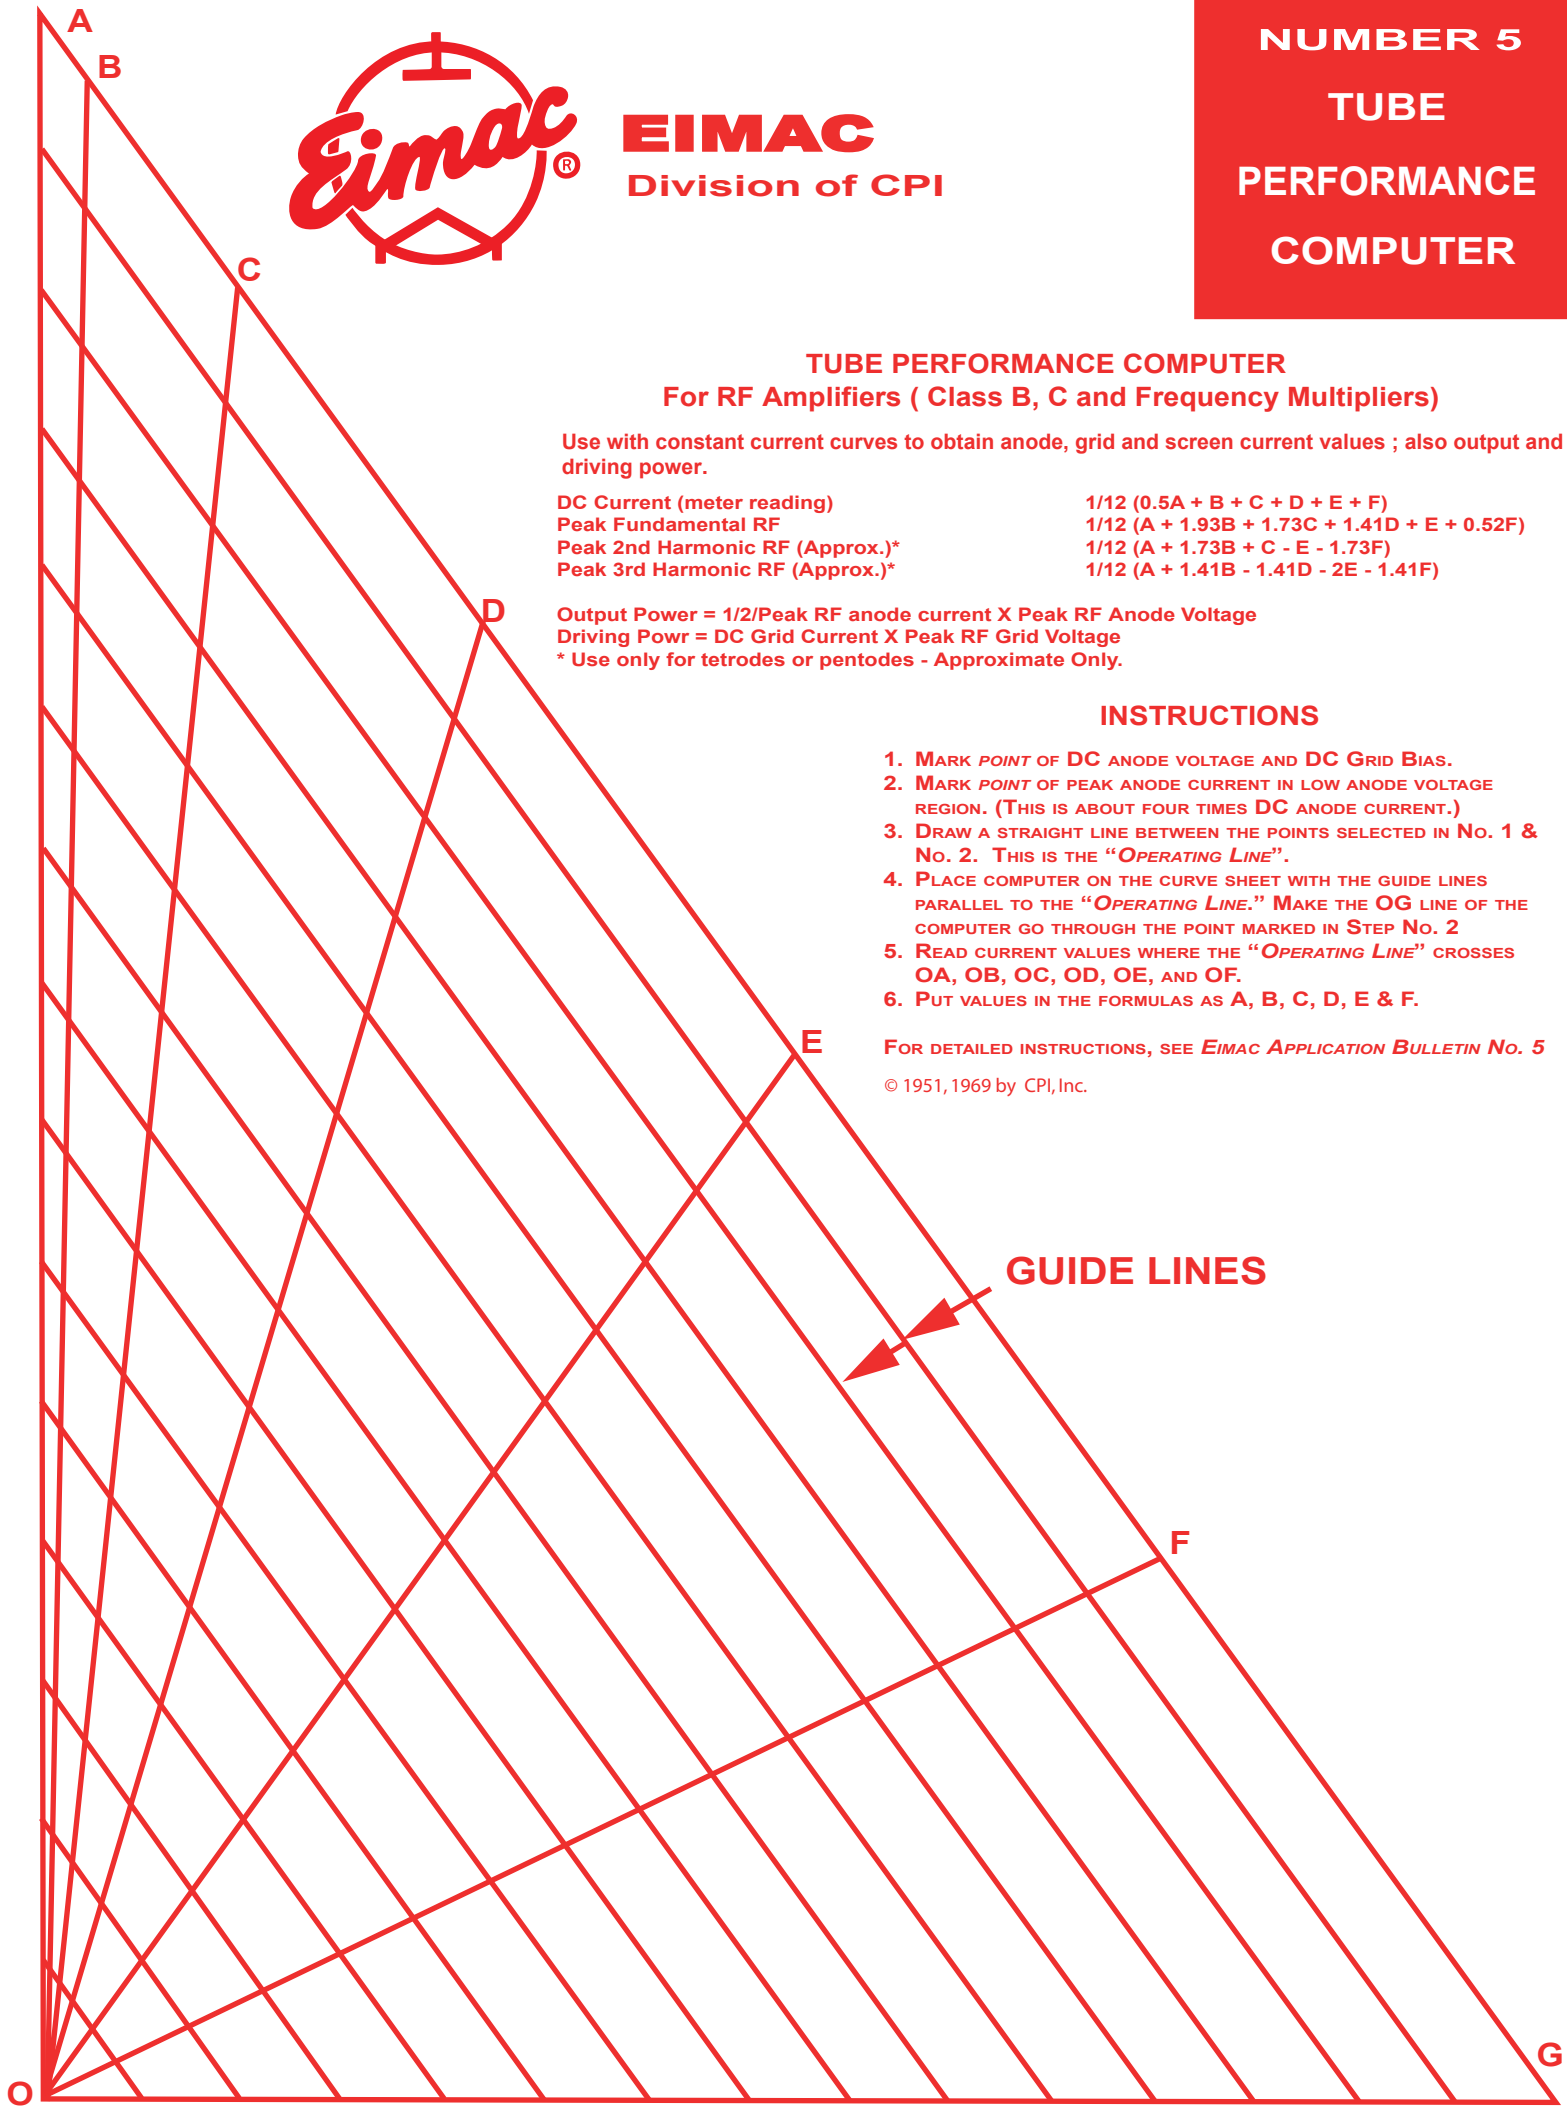 A
B
C
D
E
F
G
O
Eimac ®
EIMAC
Division of CPI
NUMBER 5
TUBE
PERFORMANCE
COMPUTER
TUBE PERFORMANCE COMPUTER
For RF Amplifiers ( Class B, C and Frequency Multipliers)
Use with constant current curves to obtain anode, grid and screen current values ; also output and
driving power.
DC Current (meter reading) 1/12 (0.5A + B + C + D + E + F)
Peak Fundamental RF 1/12 (A + 1.93B + 1.73C + 1.41D + E + 0.52F)
Peak 2nd Harmonic RF (Approx.)* 1/12 (A + 1.73B + C - E - 1.73F)
Peak 3rd Harmonic RF (Approx.)* 1/12 (A + 1.41B - 1.41D - 2E - 1.41F)
Output Power = 1/2/Peak RF anode current X Peak RF Anode Voltage
Driving Powr = DC Grid Current X Peak RF Grid Voltage
* Use only for tetrodes or pentodes - Approximate Only.
INSTRUCTIONS
1. Mark point of DC anode voltage and DC Grid Bias.
2. Mark point of peak anode current in low anode voltage
region. (This is about four times DC anode current.)
3. Draw a straight line between the points selected in No. 1 &
No. 2. This is the “Operating Line”.
4. Place computer on the curve sheet with the guide lines
parallel to the “Operating Line.” Make the OG line of the
computer go through the point marked in Step No. 2
5. Read current values where the “Operating Line” crosses
OA, OB, OC, OD, OE, and OF.
6. Put values in the formulas as A, B, C, D, E & F.
For detailed instructions, see Eimac Application Bulletin No. 5
© 1951, 1969 by CPI, Inc.
GUIDE LINES